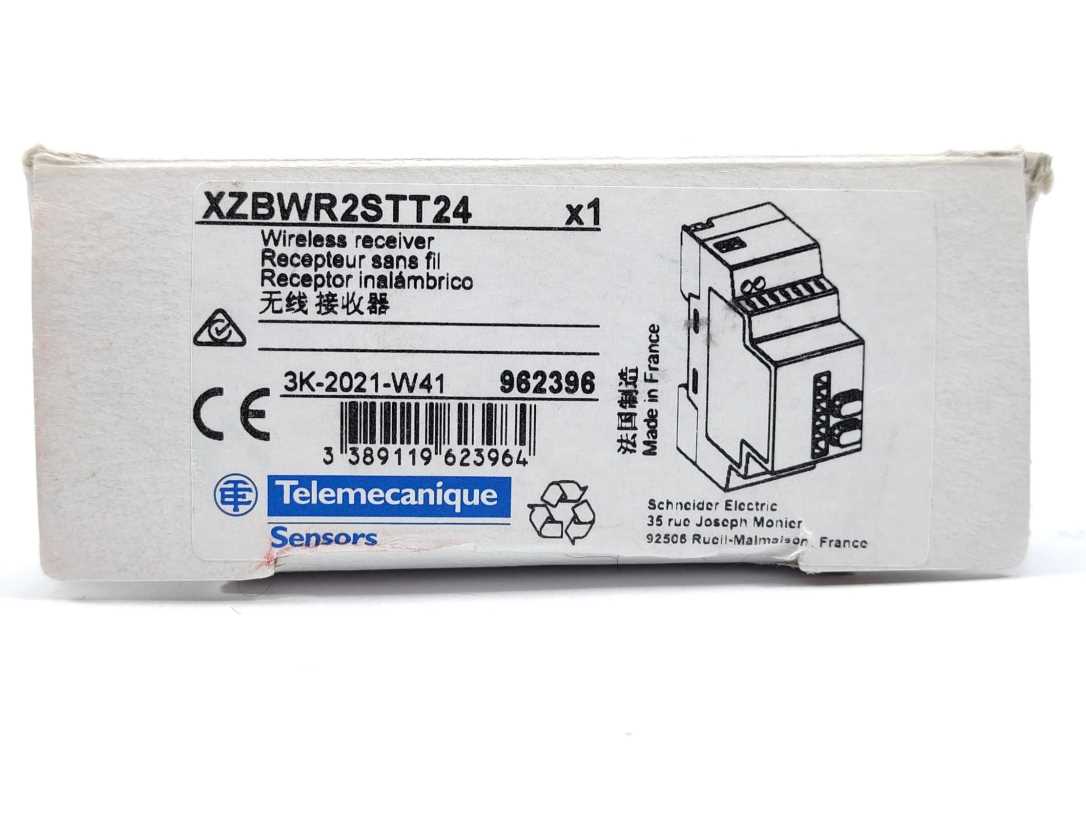 XZBWR2STT24 x1
Wireless receiver
Recepteur sans fil
Receptor inalámbrico
无线 接收器
3K-2021-W41 962396
3 389119 623964
CE
Telemecanique
Sensors
法国制造
Made in France
Schneider Electric
35 rue Joseph Monier
92506 Rueil-Malmaison, France